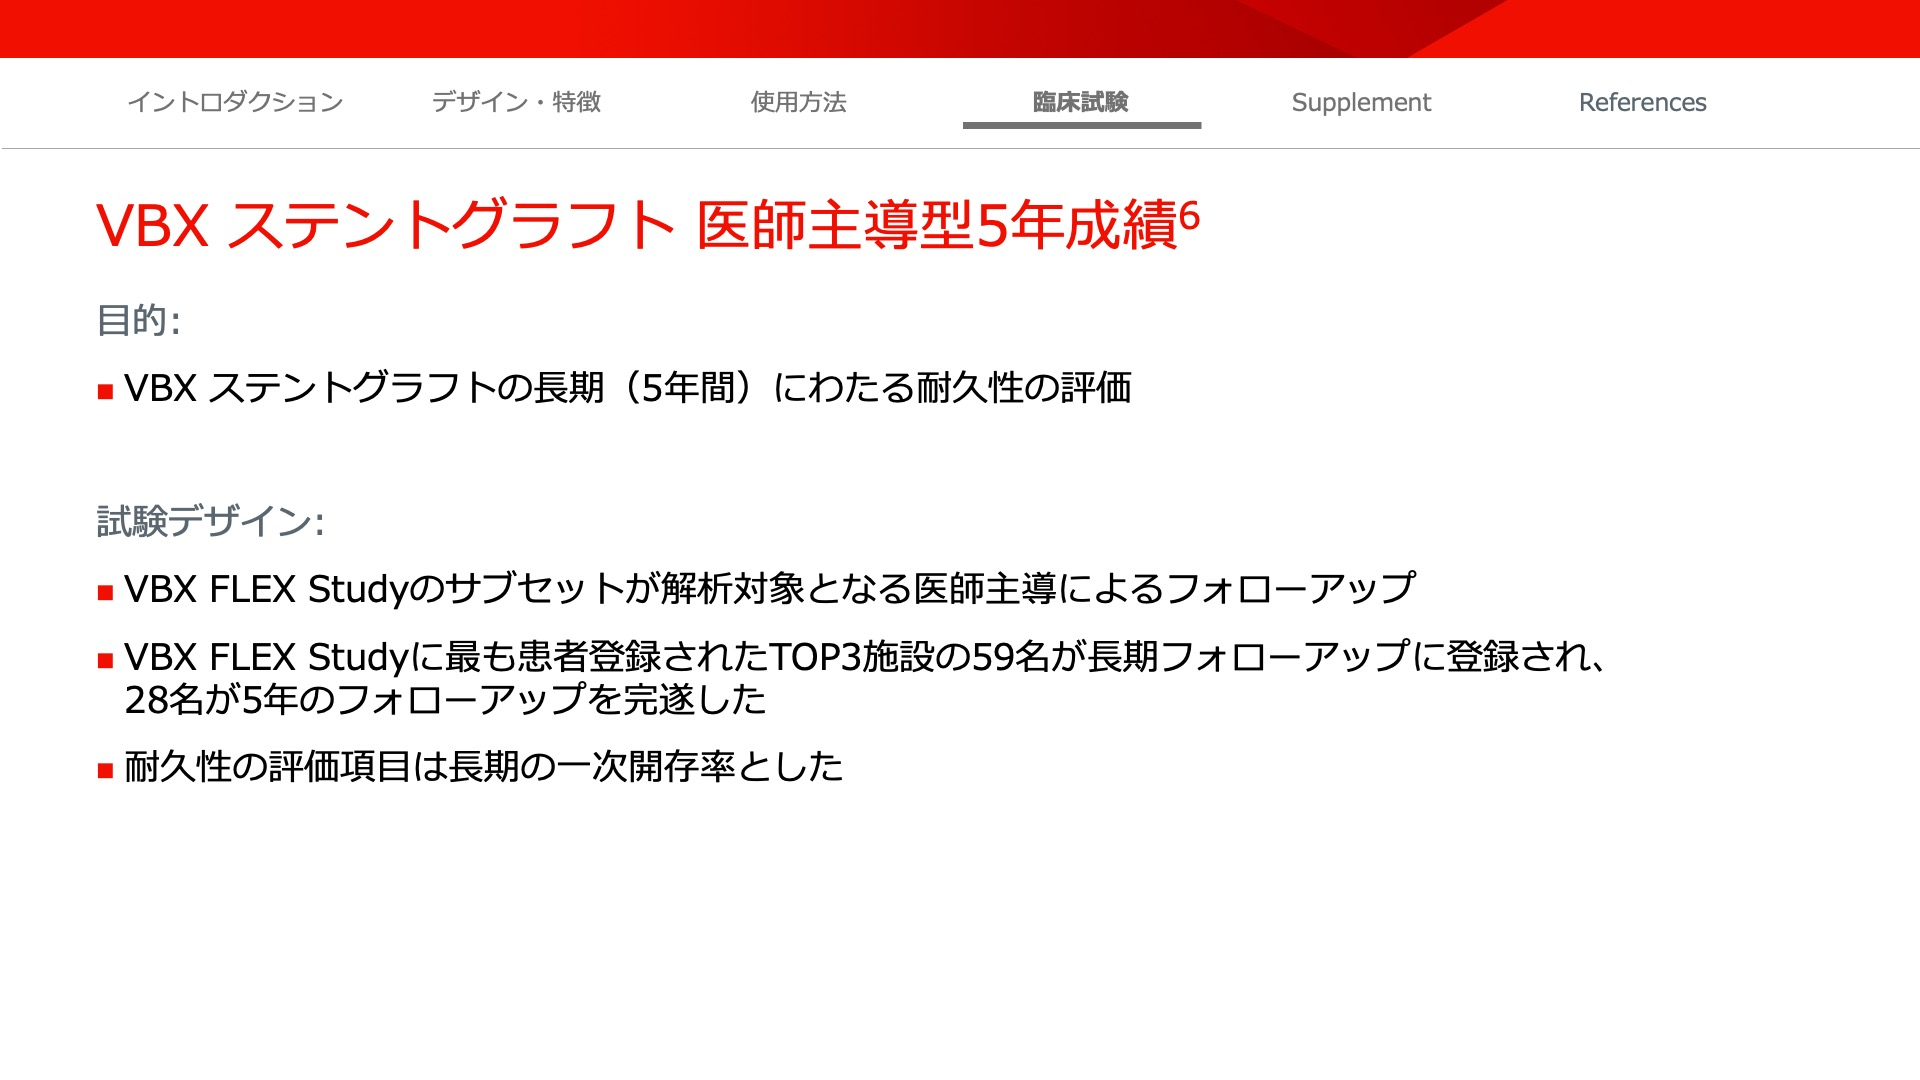 イントロダクション デザイン・特徴 使用方法 臨床試験 Supplement References
VBX ステントグラフト 医師主導型5年成績6
目的:
■ VBX ステントグラフトの長期（5年間）にわたる耐久性の評価
試験デザイン:
■ VBX FLEX Studyのサブセットが解析対象となる医師主導によるフォローアップ
■ VBX FLEX Studyに最も患者登録されたTOP3施設の59名が長期フォローアップに登録され、
28名が5年のフォローアップを完遂した
■ 耐久性の評価項目は長期の一次開存率とした